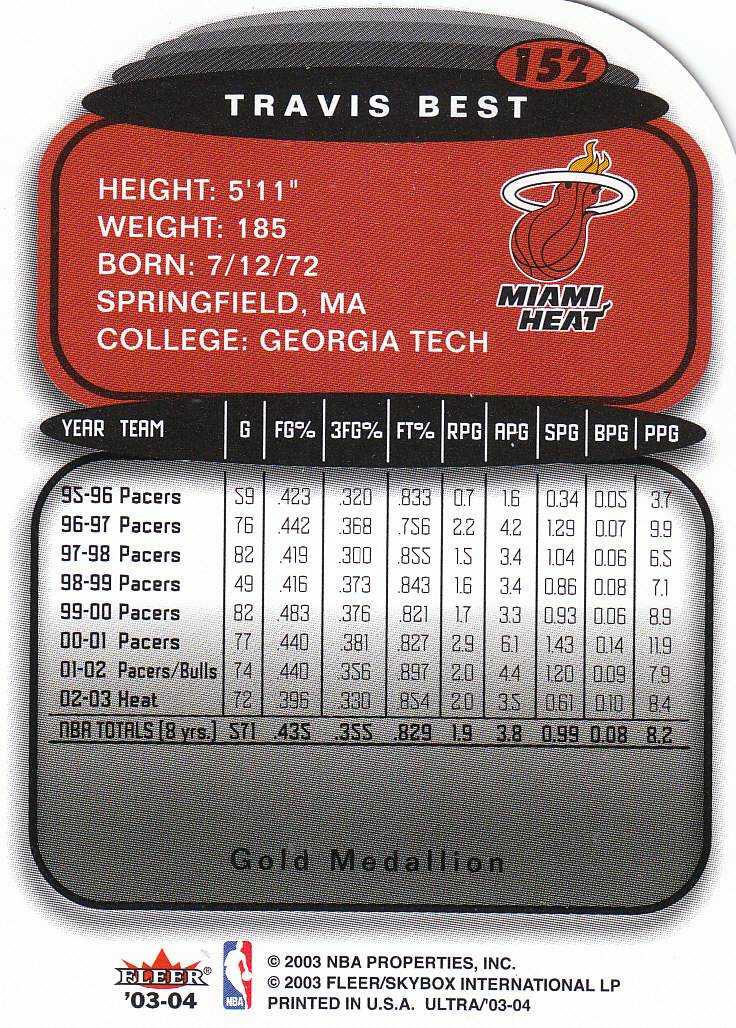 152
TRAVIS BEST
HEIGHT: 5'11"
WEIGHT: 185
BORN: 7/12/72
SPRINGFIELD, MA
COLLEGE: GEORGIA TECH
MIAMI
HEAT
YEAR TEAM G FG% 3FG% FT% RPG APG SPG BPG PPG
95-96 Pacers 59 .423 .320 .833 0.7 1.6 0.34 0.05 3.7
96-97 Pacers 76 .442 .368 .756 2.2 4.2 1.29 0.07 9.9
97-98 Pacers 82 .419 .300 .855 1.5 3.4 1.04 0.06 6.5
98-99 Pacers 49 .416 .373 .843 1.6 3.4 0.86 0.08 7.1
99-00 Pacers 82 .483 .376 .821 1.7 3.3 0.93 0.06 8.9
00-01 Pacers 77 .440 .381 .827 2.9 6.1 1.43 0.14 11.9
01-02 Pacers/Bulls 74 .440 .356 .897 2.0 4.4 1.20 0.09 7.9
02-03 Heat 72 .396 .330 .854 2.0 3.5 0.61 0.10 8.4
NBA TOTALS (8 yrs.) 571 .435 .355 .829 1.9 3.8 0.99 0.08 8.2
Gold Medallion
FLEER®
'03-04
NBA
© 2003 NBA PROPERTIES, INC.
© 2003 FLEER/SKYBOX INTERNATIONAL LP
PRINTED IN U.S.A. ULTRA/'03-04